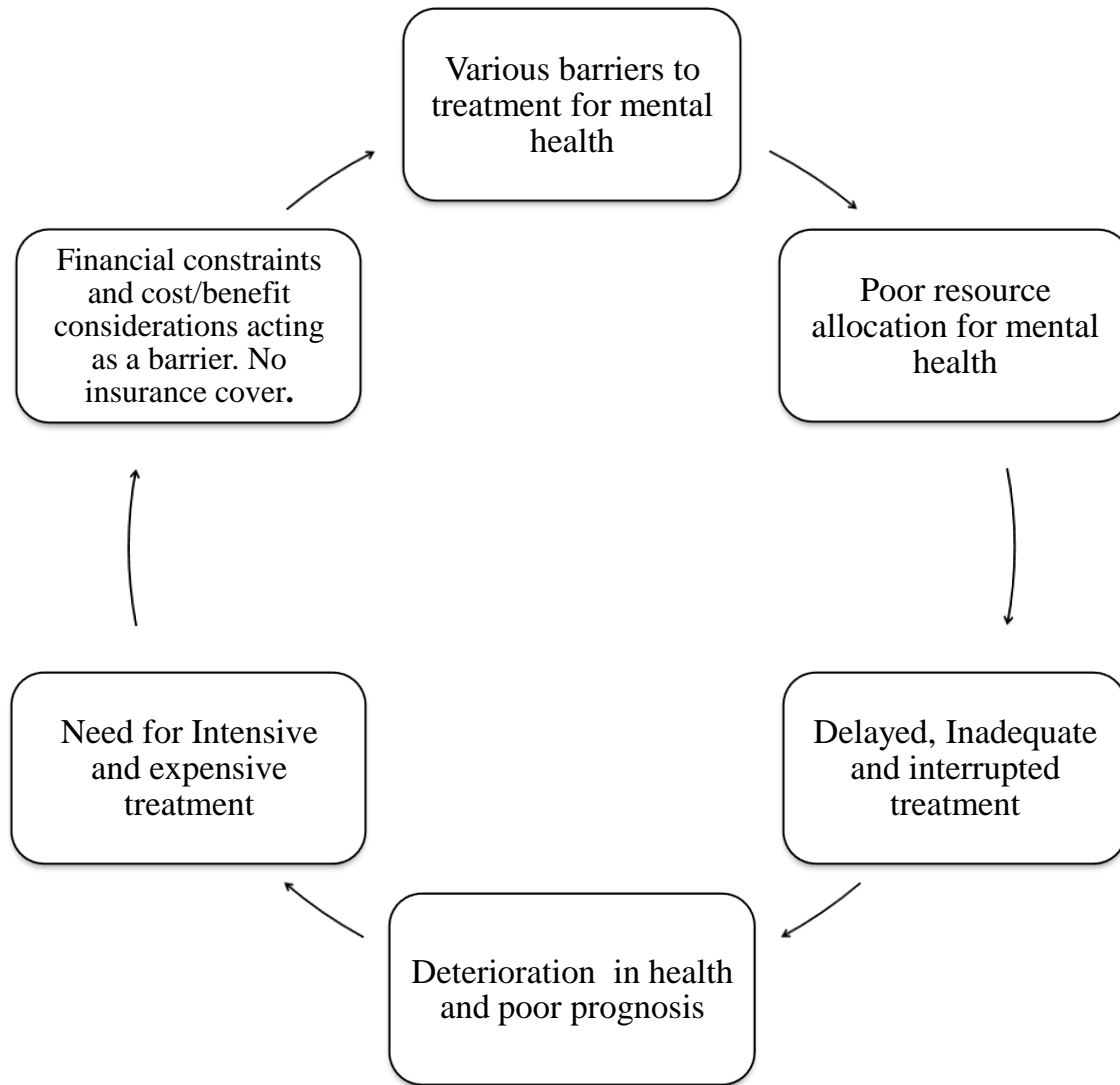 Various barriers to
treatment for mental
health
Poor resource
allocation for mental
health
Delayed, Inadequate
and interrupted
treatment
Deterioration  in health
and poor prognosis
Need for Intensive
and expensive
treatment
Financial constraints
and cost/benefit
considerations acting
as a barrier. No
insurance cover.